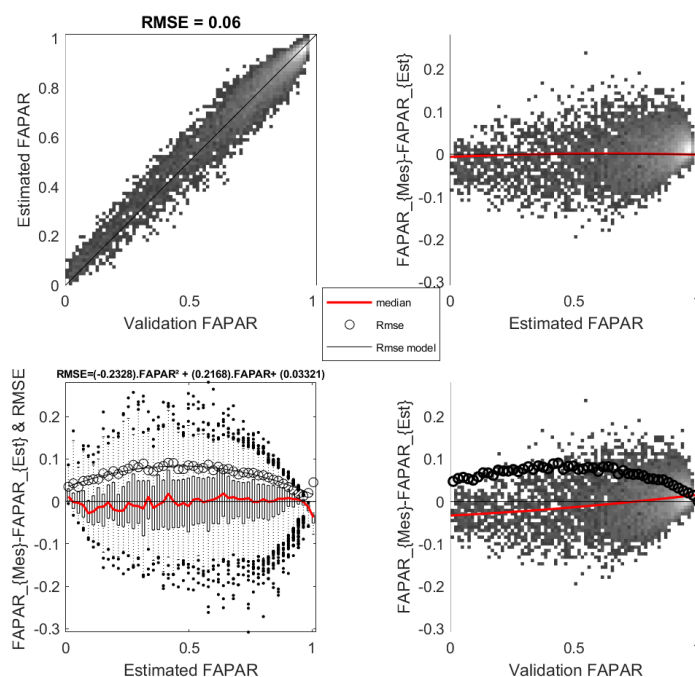 RMSE = 0.06
1
0.8
0.6
0.4
0.2
0
Estimated FAPAR
0
0.5
1
Validation FAPAR
0.2
0.1
0
-0.1
-0.2
-0.3
FAPAR_{Mes}-FAPAR_{Est}
0
0.5
1
Estimated FAPAR
median
Rmse
Rmse model
RMSE=(-0.2328).FAPAR² + (0.2168).FAPAR+ (0.03321)
0.2
0.1
0
-0.1
-0.2
-0.3
FAPAR_{Mes}-FAPAR_{Est} & RMSE
0
0.5
1
Estimated FAPAR
0.2
0.1
0
-0.1
-0.2
-0.3
FAPAR_{Mes}-FAPAR_{Est}
0
0.5
1
Validation FAPAR